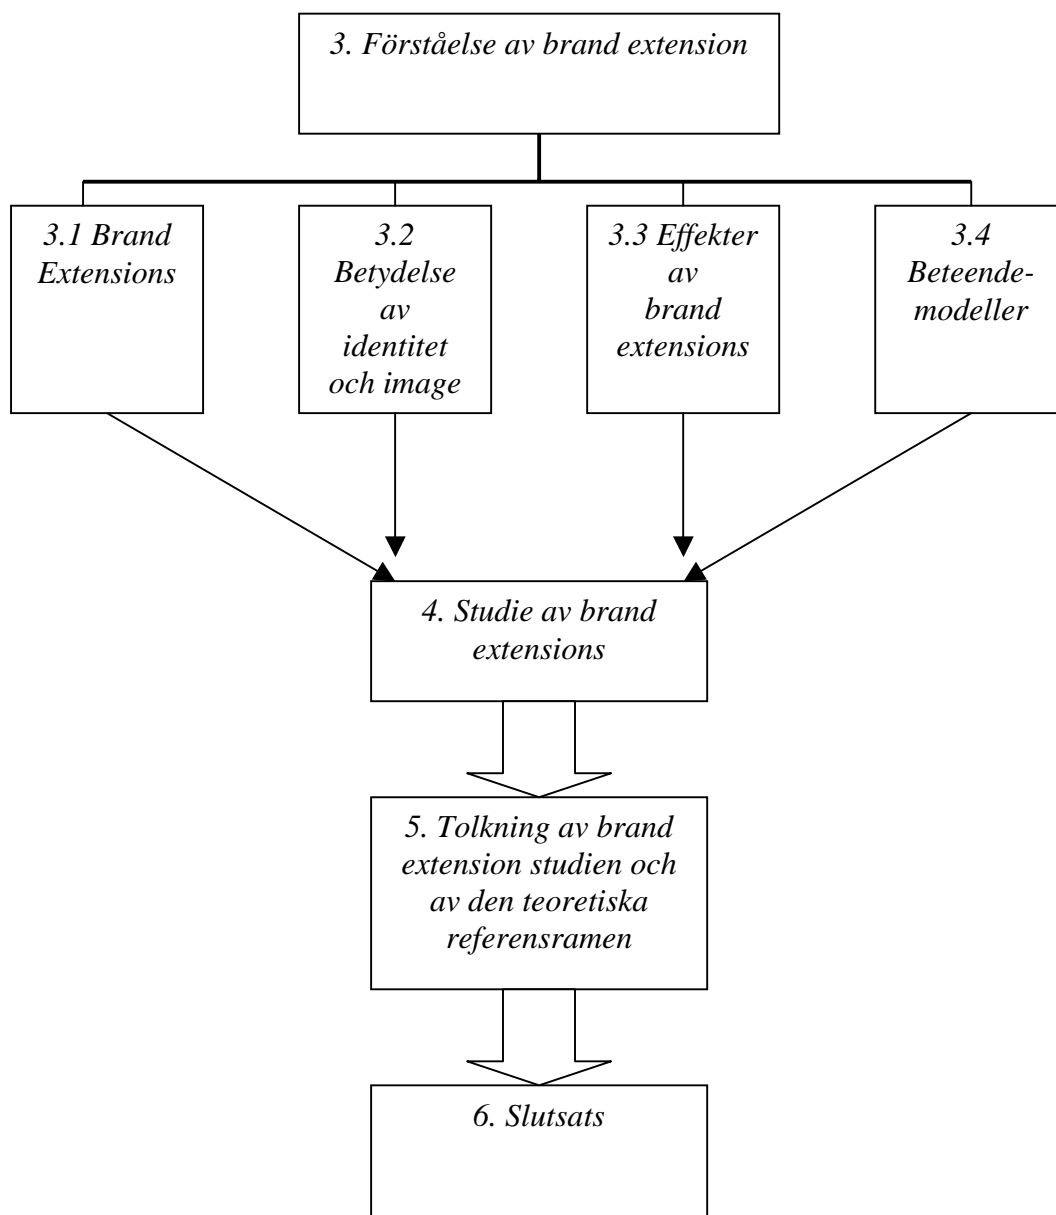 3. Förståelse av brand extension
3.1 Brand
Extensions
3.2
Betydelse
av
identitet
och image
3.3 Effekter
av
brand
extensions
3.4
Beteende-
modeller
4. Studie av brand
extensions
5. Tolkning av brand
extension studien och
av den teoretiska
referensramen
6. Slutsats